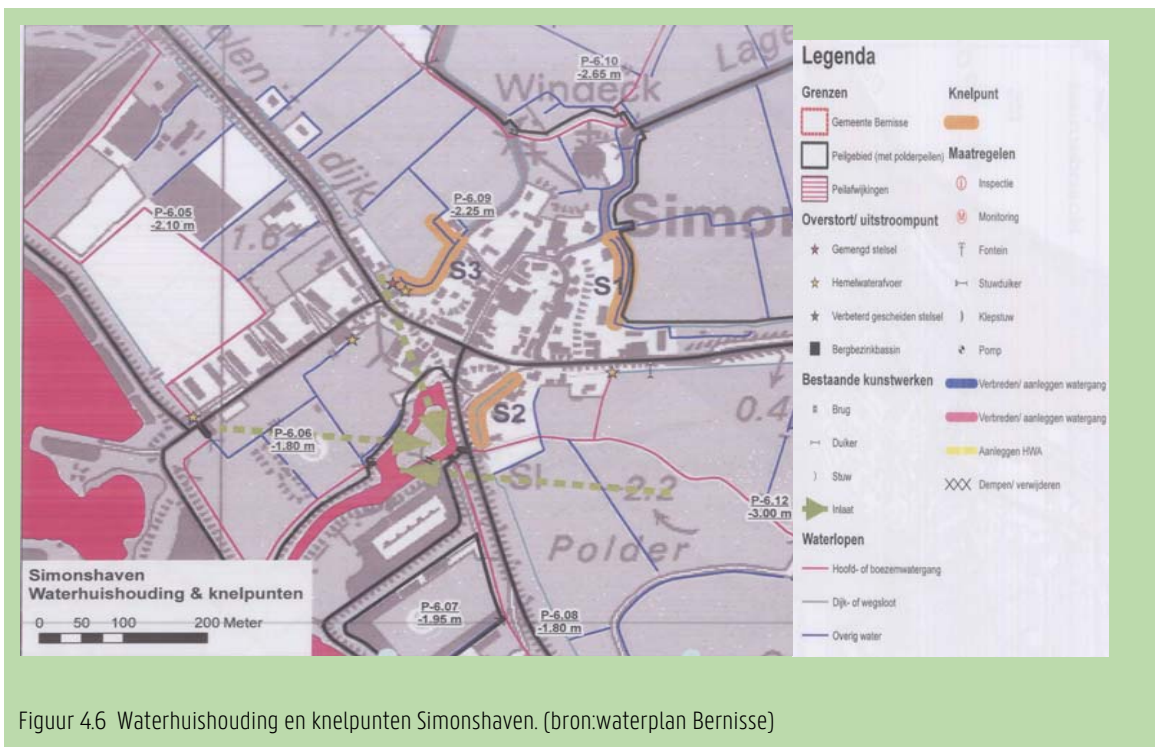 olen
dijk
1.6
P-6.10
-2.65 m
Lage
Windeck
P-6.09
-2.25 m
P-6.05
-2.10 m
Simon
S3
S1
S2
P-6.06
-1.80 m
Sl
2.2
0.4
P-6.12
-3.00 m
Polder
P-6.07
-1.95 m
P-6.08
-1.80 m
Simonshaven
Waterhuishouding & knelpunten
0 50 100 200 Meter
Legenda
Grenzen
Gemeente Bernisse
Peilgebied (met polderpeilen)
Peilafwijkingen
Overstort/ uitstroompunt
Gemengd stelsel
Hemelwaterafvoer
Verbeterd gescheiden stelsel
Bergbezinkbassin
Bestaande kunstwerken
Brug
Duiker
Stuw
Inlaat
Waterlopen
Hoofd- of boezemwatergang
Dijk- of wegsloot
Overig water
Knelpunt
Maatregelen
Inspectie
Monitoring
Fontein
Stuwduiker
Klepstuw
Pomp
Verbreden/ aanleggen watergang
Verbreden/ aanleggen watergang
Aanleggen HWA
Dempen/ verwijderen
Figuur 4.6 Waterhuishouding en knelpunten Simonshaven. (bron:waterplan Bernisse)